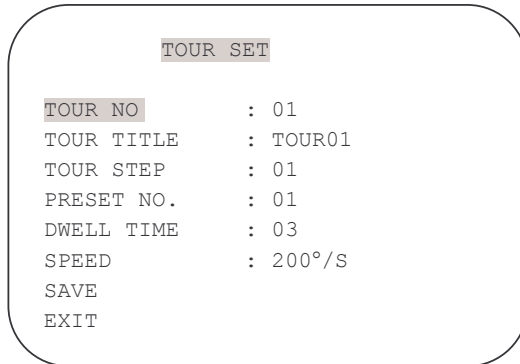 TOUR SET
TOUR NO : 01
TOUR TITLE : TOUR01
TOUR STEP : 01
PRESET NO. : 01
DWELL TIME : 03
SPEED : 200°/S
SAVE
EXIT